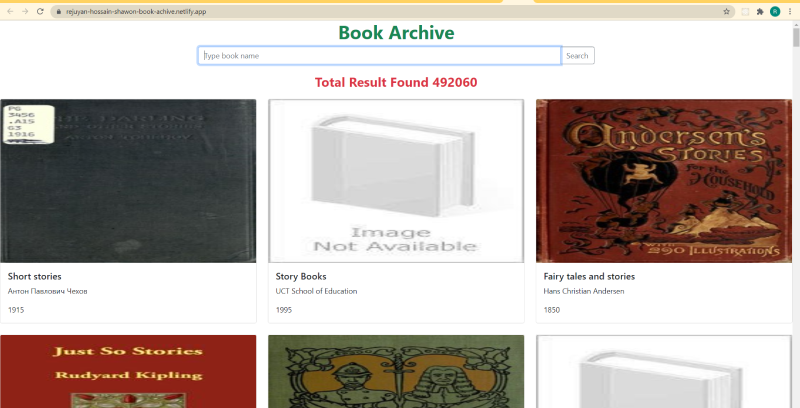 rejuyan-hossain-shawon-book-achive.netlify.app
R
Book Archive
Type book name
Search
Total Result Found 492060
PG
3456
.A15
G3
1916
THE DARLING
Image
Not Available
Andersen's
Stories
for the
Household
WITH
290 ILLUSTRATIONS
Short stories
Антон Павлович Чехов
1915
Story Books
UCT School of Education
1995
Fairy tales and stories
Hans Christian Andersen
1850
Just So Stories
Rudyard Kipling